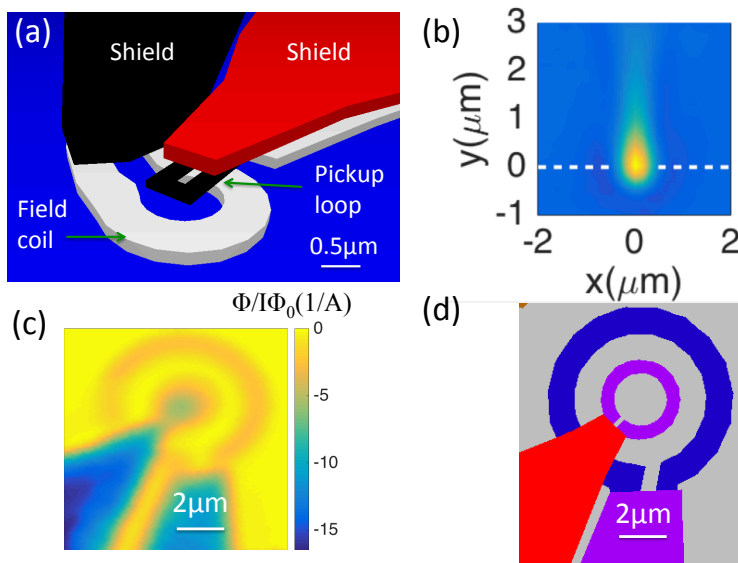 (a)
Shield
Shield
Pickup
loop
Field
coil
0.5μm
(b)
y(μm)
3
2
1
0
-1
-2
0
2
x(μm)
(c)
Φ/IΦ₀(1/A)
0
-5
-10
-15
2μm
(d)
2μm